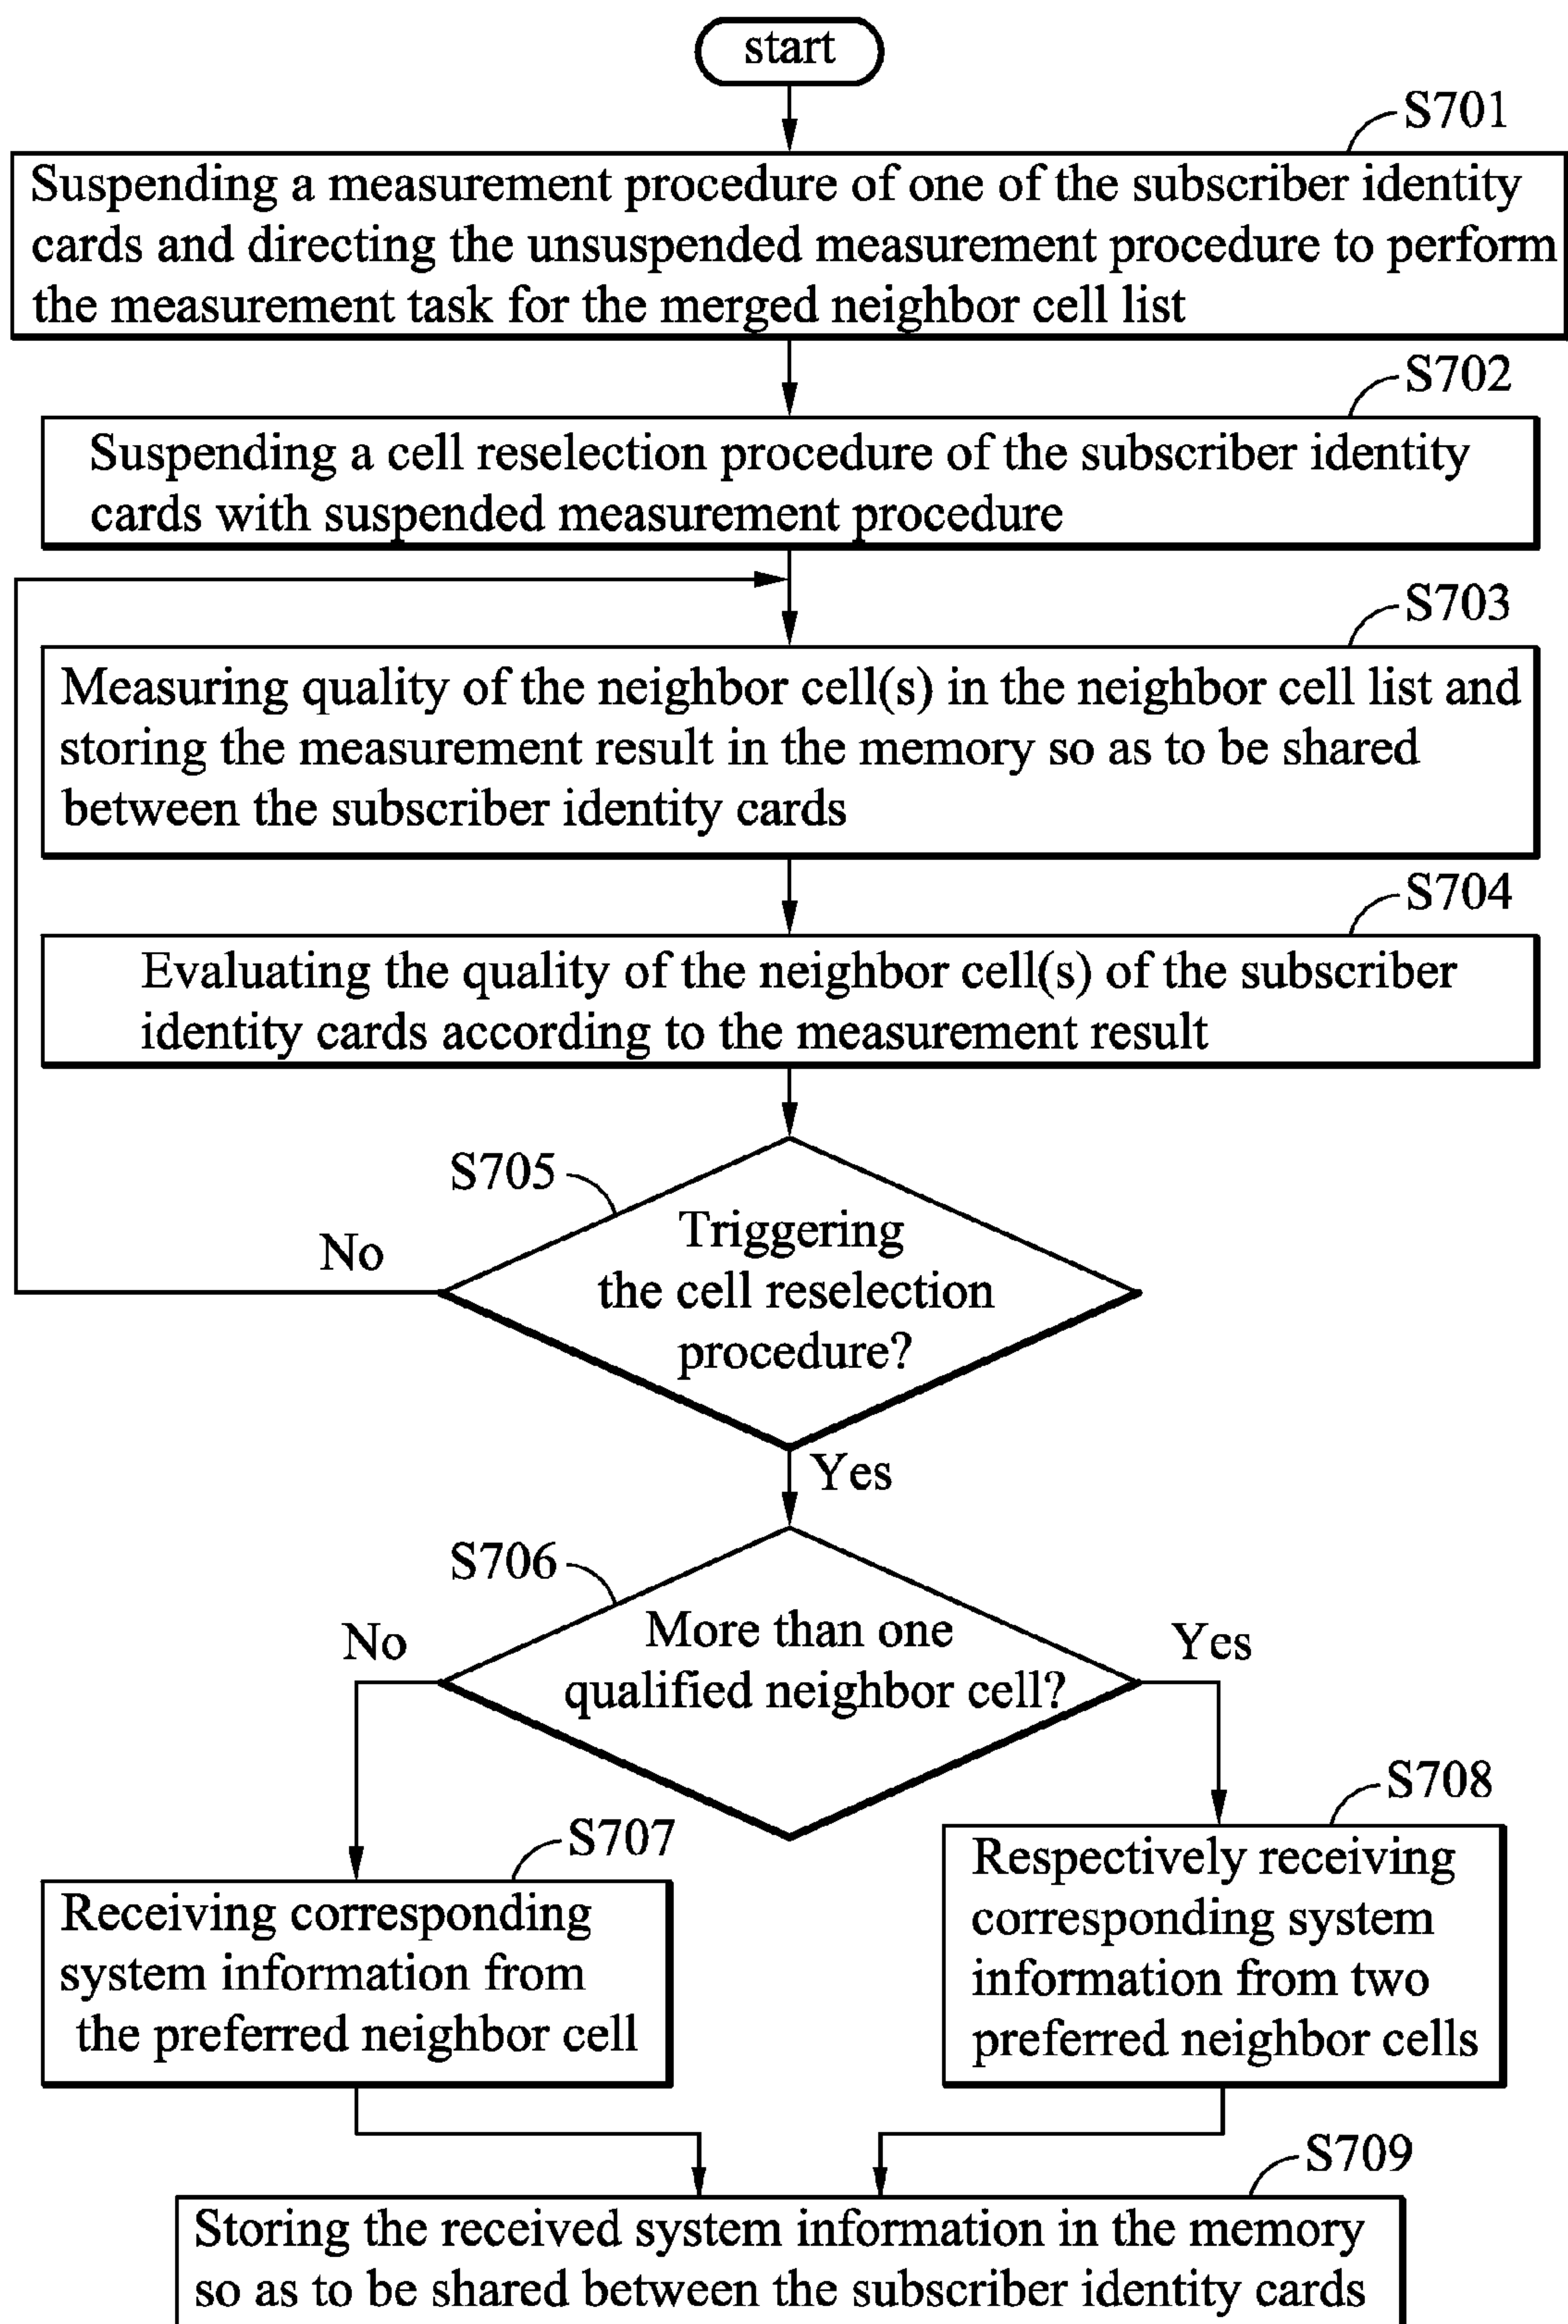 start
S701
Suspending a measurement procedure of one of the subscriber identity
cards and directing the unsuspended measurement procedure to perform
the measurement task for the merged neighbor cell list
S702
Suspending a cell reselection procedure of the subscriber identity
cards with suspended measurement procedure
S703
Measuring quality of the neighbor cell(s) in the neighbor cell list and
storing the measurement result in the memory so as to be shared
between the subscriber identity cards
S704
Evaluating the quality of the neighbor cell(s) of the subscriber
identity cards according to the measurement result
S705
Triggering
the cell reselection
procedure?
No
Yes
S706
More than one
qualified neighbor cell?
No
Yes
S707
Receiving corresponding
system information from
the preferred neighbor cell
S708
Respectively receiving
corresponding system
information from two
preferred neighbor cells
S709
Storing the received system information in the memory
so as to be shared between the subscriber identity cards